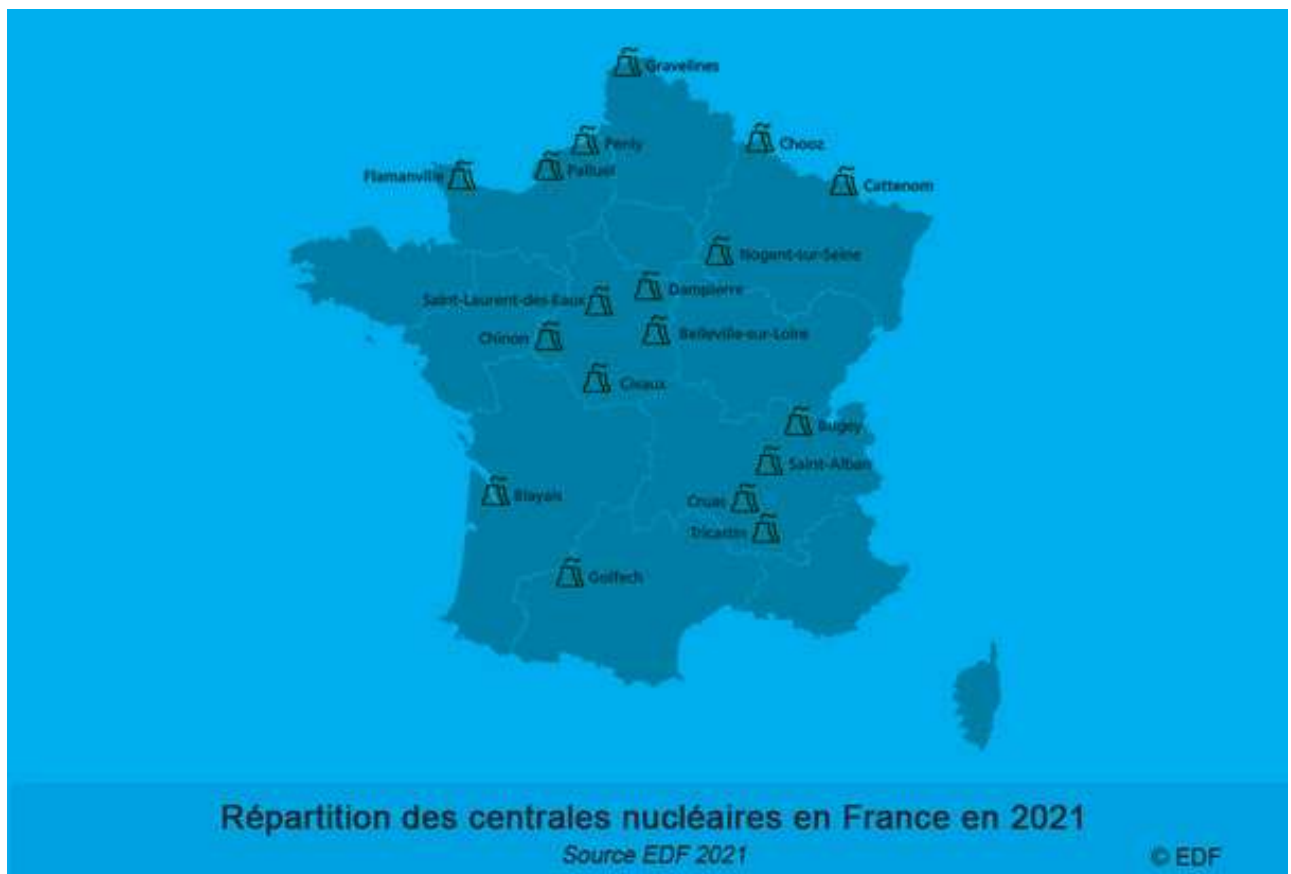 Gravelines
Penly
Chooz
Paluel
Flamanville
Cattenom
Nogent-sur-Seine
Dampierre
Saint-Laurent-des-Eaux
Belleville-sur-Loire
Chinon
Civaux
Bugey
Saint-Alban
Blayais
Cruas
Tricastin
Golfech
Répartition des centrales nucléaires en France en 2021
Source EDF 2021
© EDF